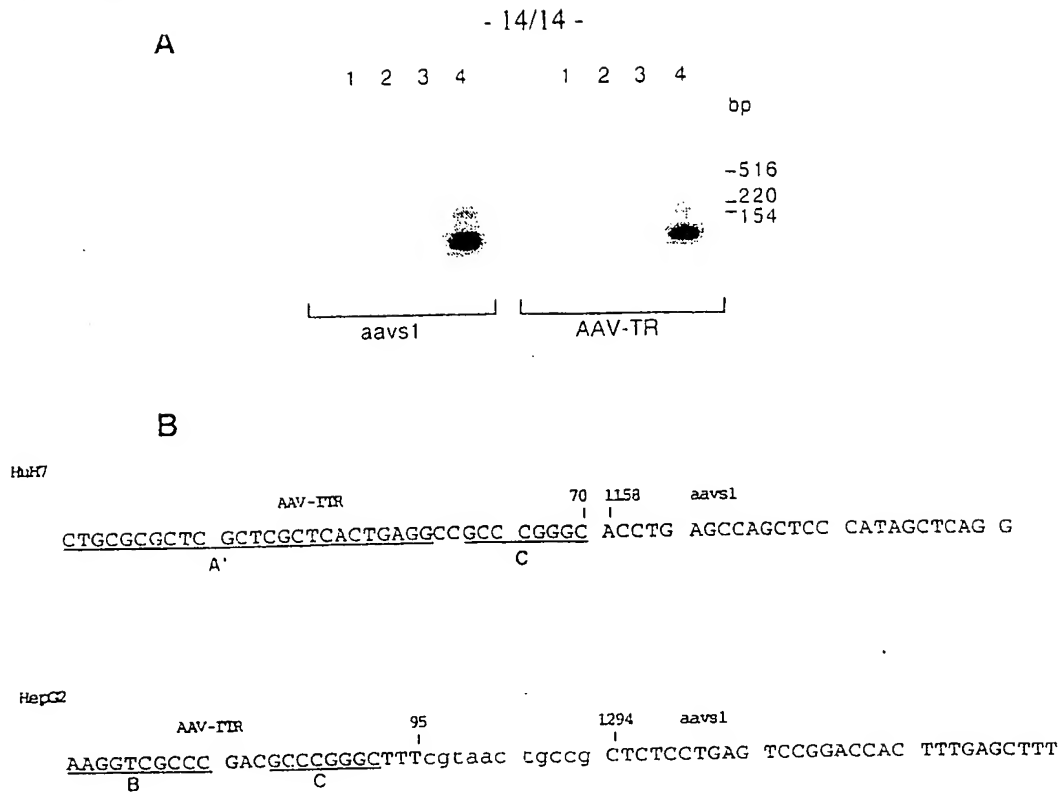 - 14/14 -
A
1 2 3 4 1 2 3 4
bp
-516
-220
-154
aavs1 AAV-TR
B
HuH7
AAV-ITR 70 1158 aavs1
CTGCGCGCTC GCTCGCTCACTGAGGCCGCC CGGGC ACCTG AGCCAGCTCC CATAGCTCAG G
A' C
HepG2
AAV-ITR 95 1294 aavs1
AAGGTCGCCC GACGCCCGGGCTTTcgtaac tgccg CTCTCCTGAG TCCGGACCAC TTTGAGCTTT
B C